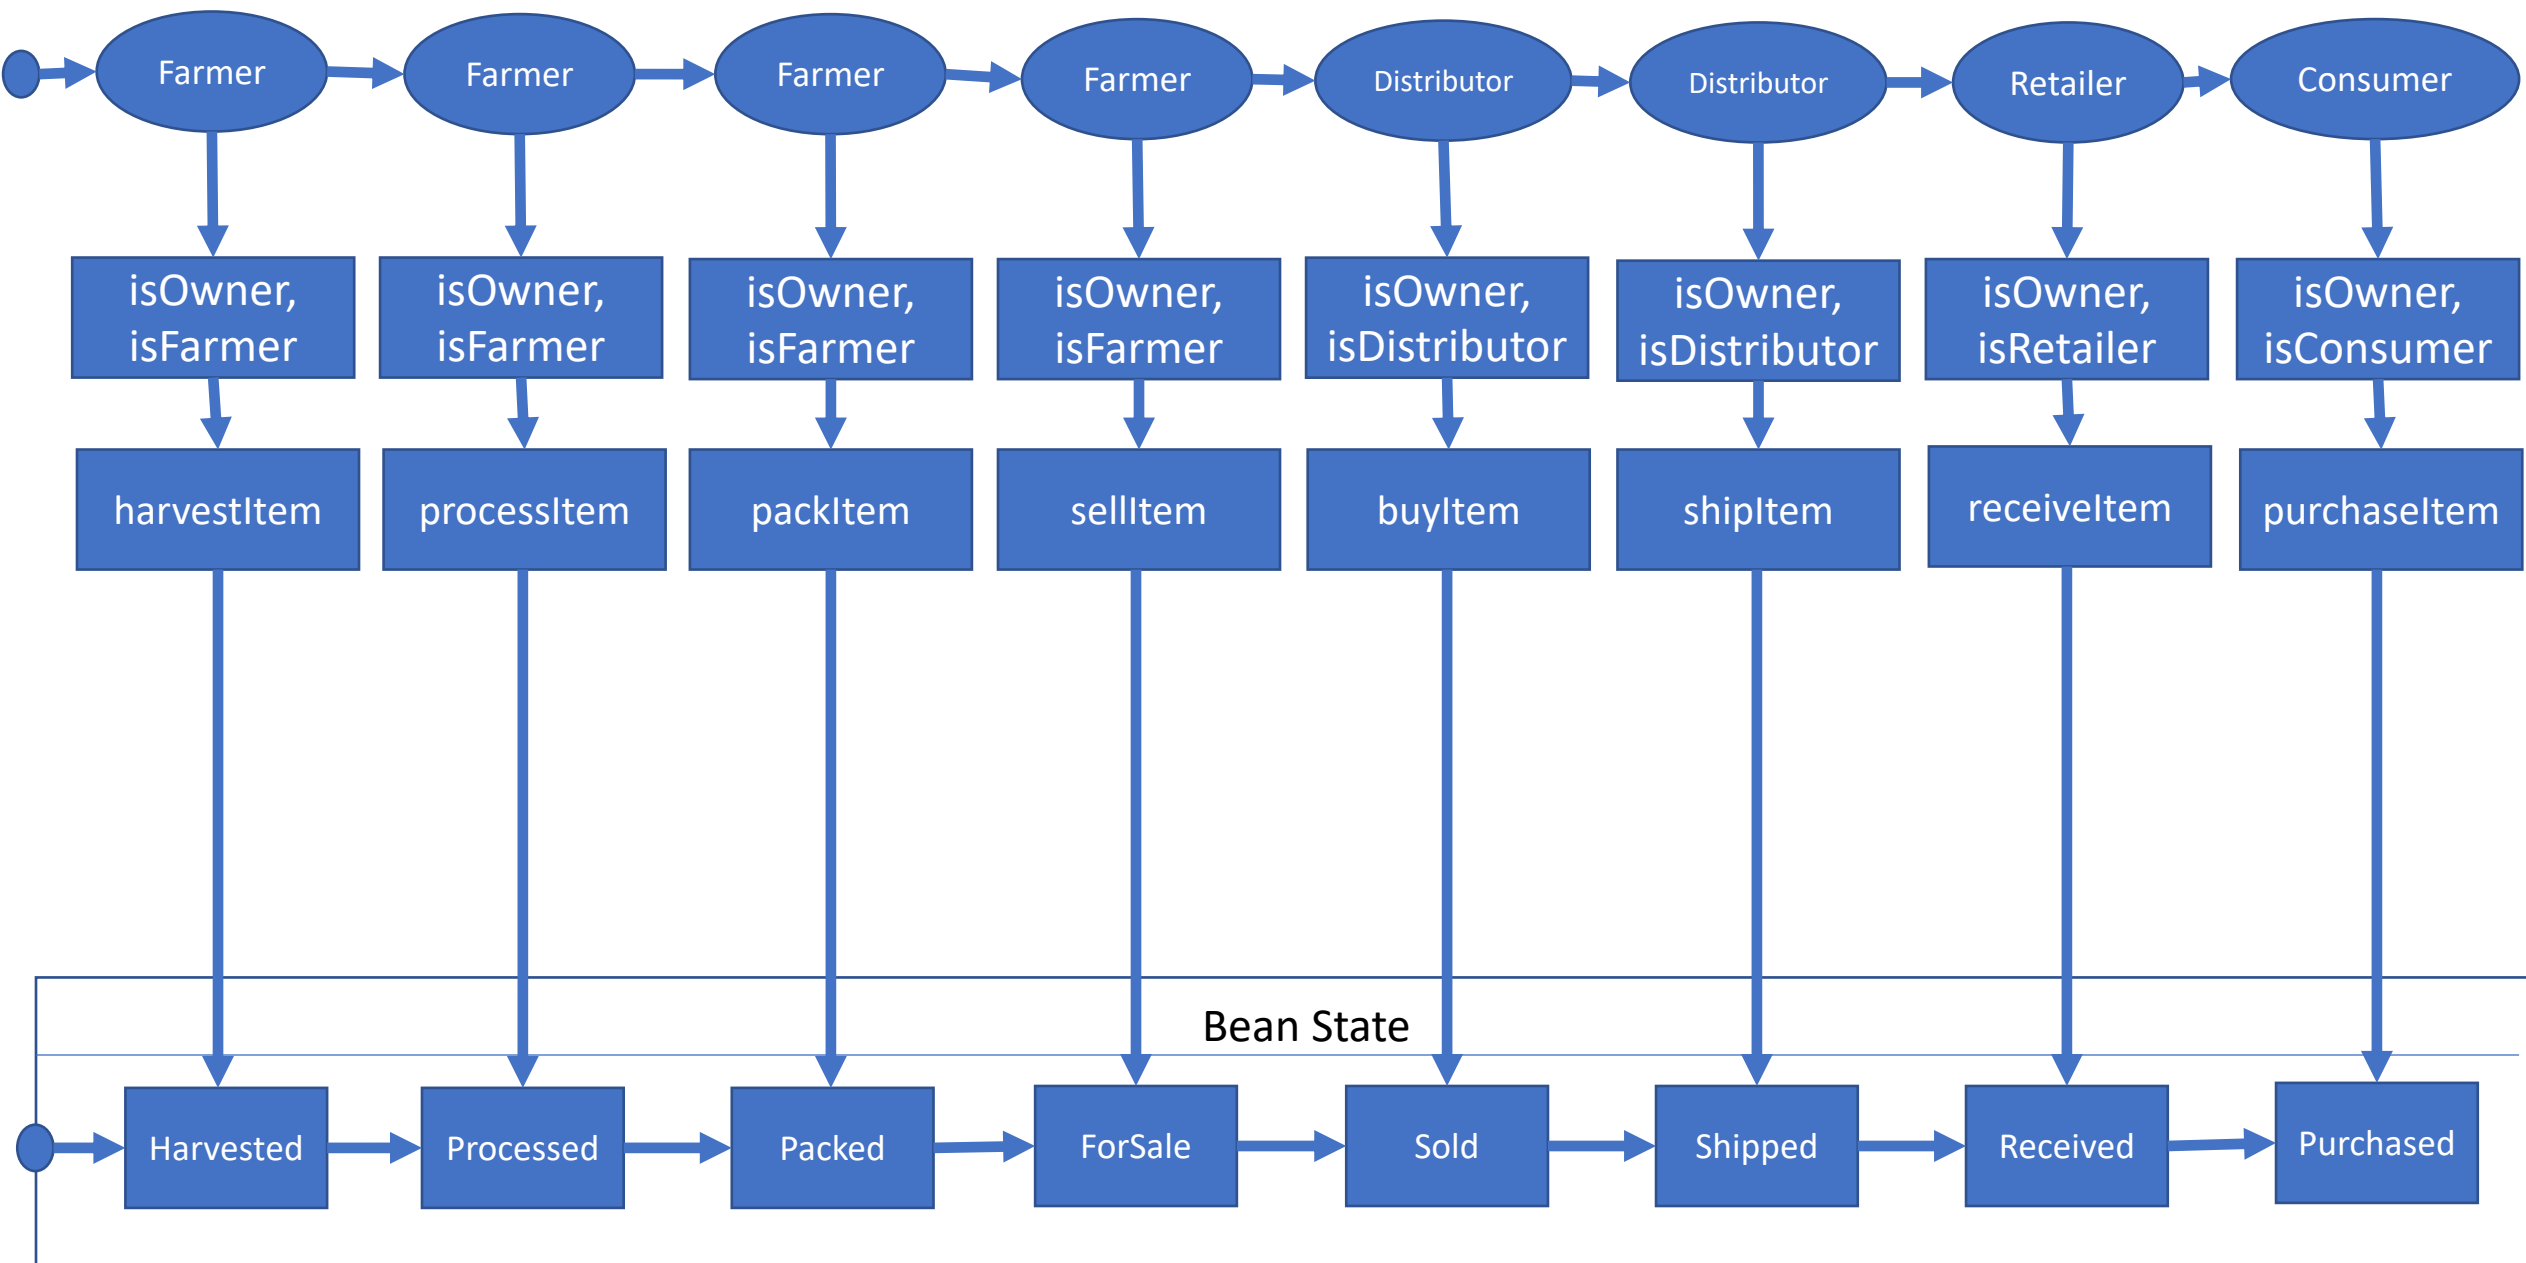 Farmer
Farmer
Farmer
Farmer
Distributor
Distributor
Retailer
Consumer
isOwner,
isFarmer
isOwner,
isFarmer
isOwner,
isFarmer
isOwner,
isFarmer
isOwner,
isDistributor
isOwner,
isDistributor
isOwner,
isRetailer
isOwner,
isConsumer
harvestItem
processItem
packItem
sellItem
buyItem
shipItem
receiveItem
purchaseItem
Bean State
Harvested
Processed
Packed
ForSale
Sold
Shipped
Received
Purchased